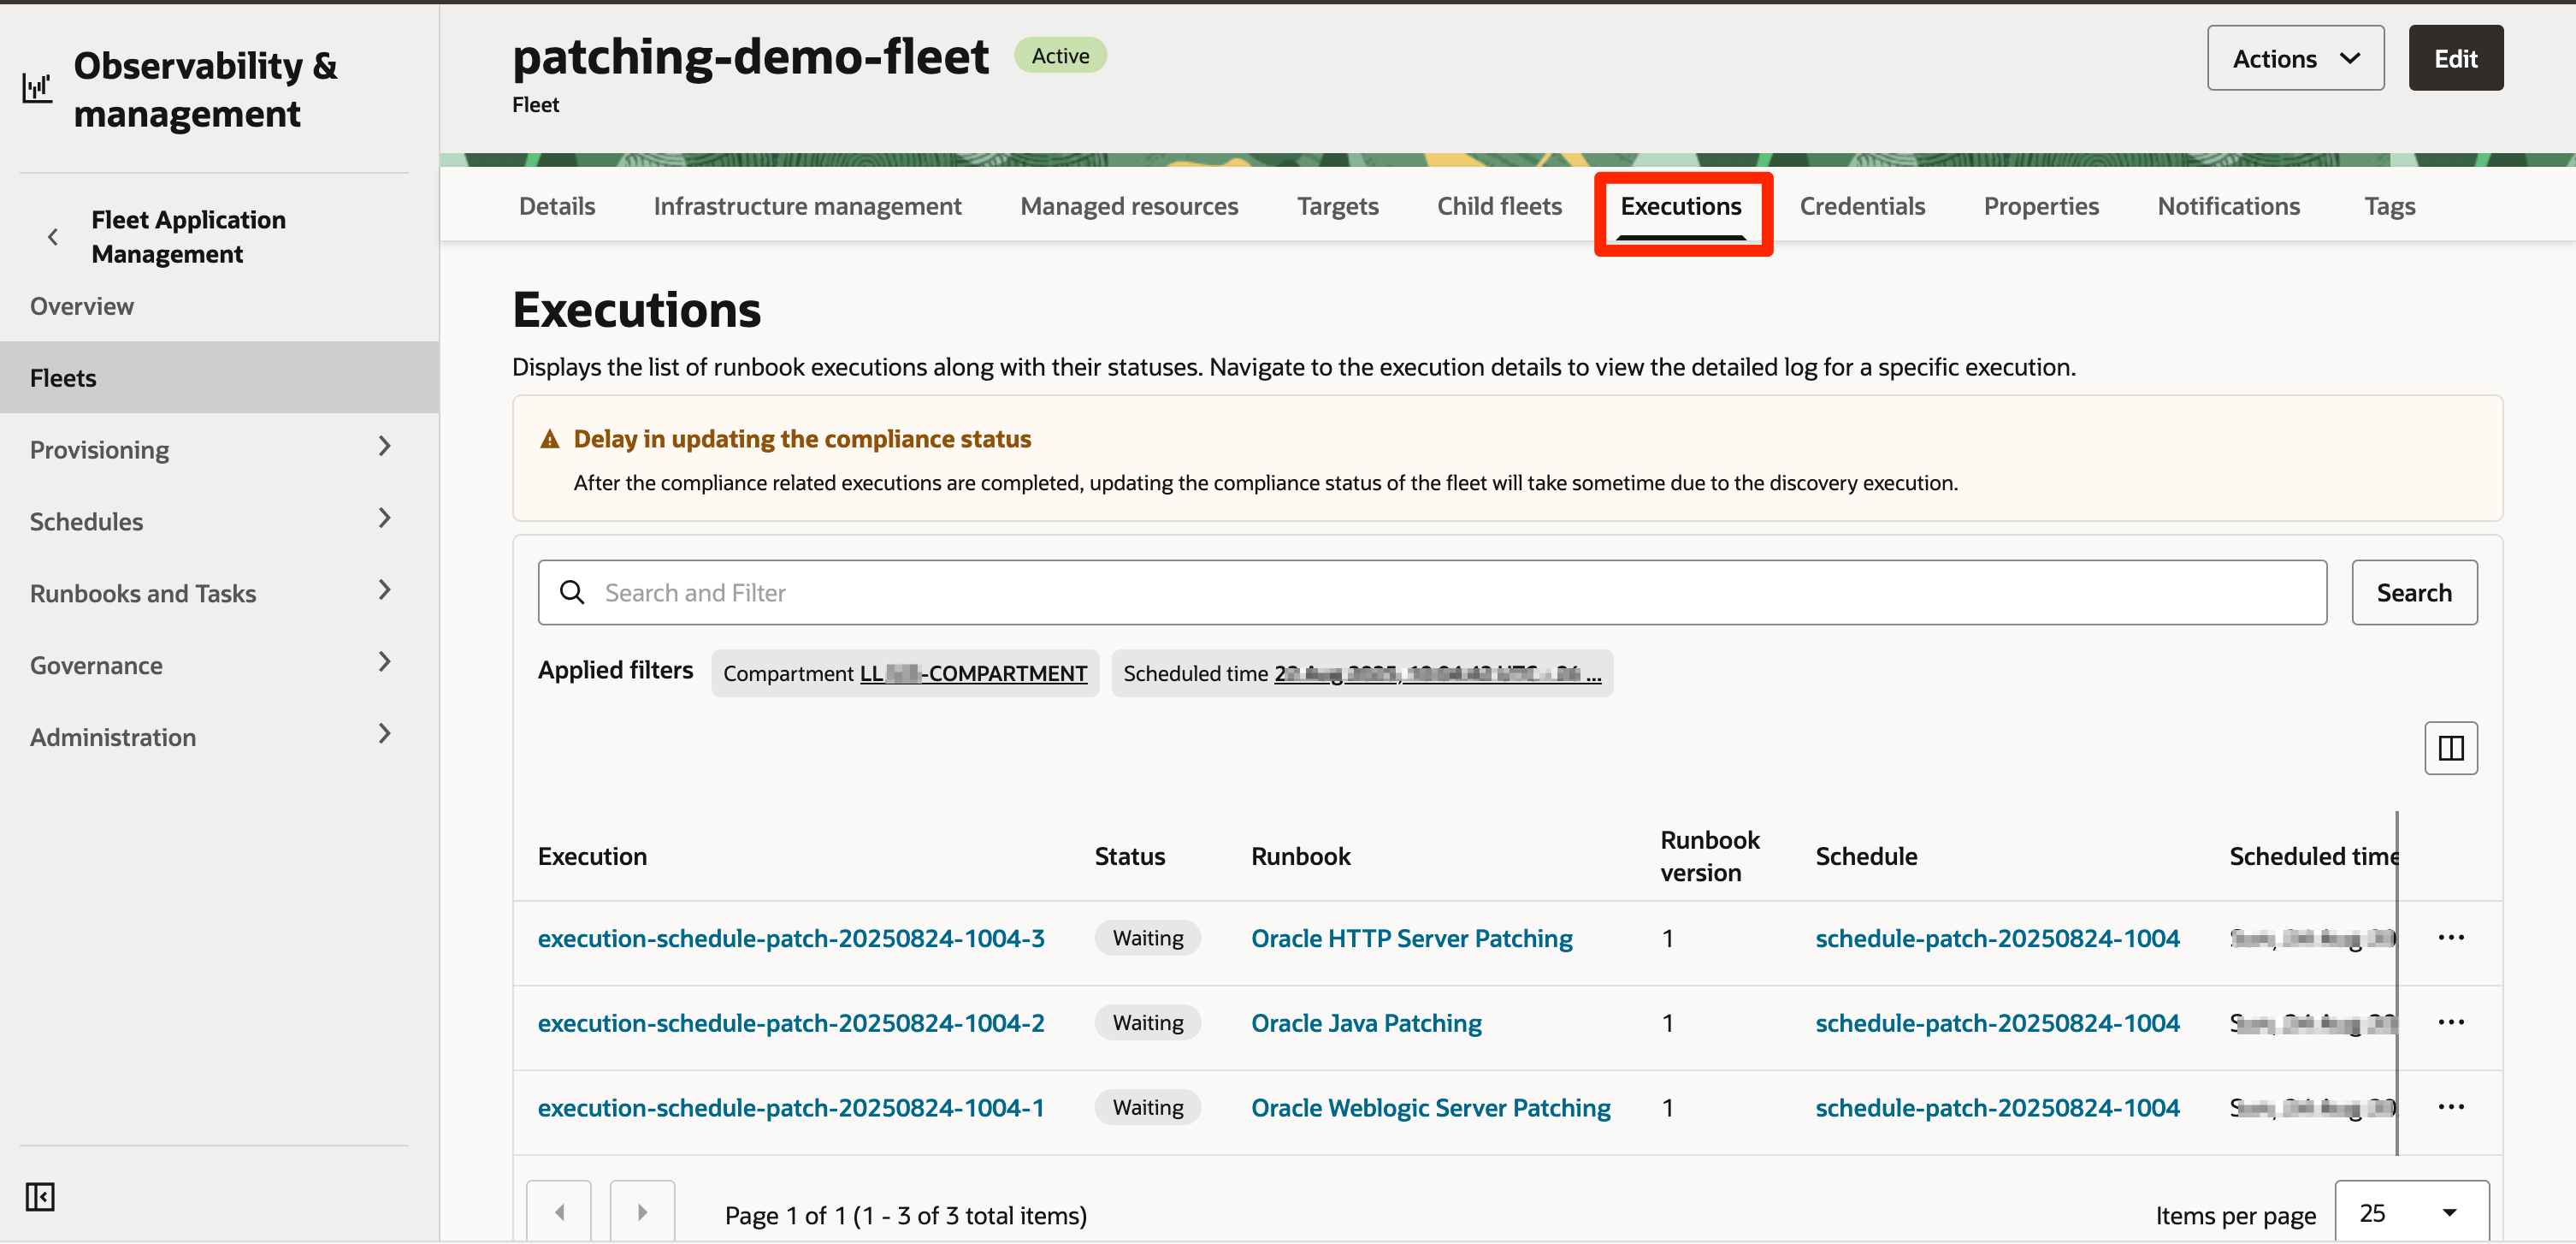 Observability &
management
Fleet Application
Management
Overview
Fleets
Provisioning
Schedules
Runbooks and Tasks
Governance
Administration
patching-demo-fleet Active
Fleet
Actions Edit
Details Infrastructure management Managed resources Targets Child fleets Executions Credentials Properties Notifications Tags
Executions
Displays the list of runbook executions along with their statuses. Navigate to the execution details to view the detailed log for a specific execution.
Delay in updating the compliance status
After the compliance related executions are completed, updating the compliance status of the fleet will take sometime due to the discovery execution.
Search and Filter Search
Applied filters Compartment LL -COMPARTMENT Scheduled time ...
Execution Status Runbook Runbook version Schedule Scheduled time
execution-schedule-patch-20250824-1004-3 Waiting Oracle HTTP Server Patching 1 schedule-patch-20250824-1004
execution-schedule-patch-20250824-1004-2 Waiting Oracle Java Patching 1 schedule-patch-20250824-1004
execution-schedule-patch-20250824-1004-1 Waiting Oracle Weblogic Server Patching 1 schedule-patch-20250824-1004
Page 1 of 1 (1 - 3 of 3 total items) Items per page 25